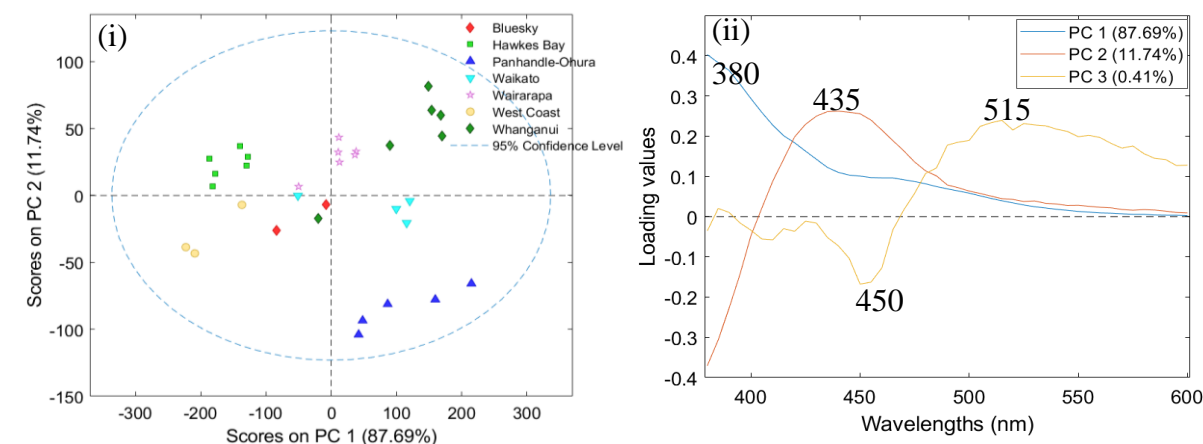 (i)
Bluesky
Hawkes Bay
Panhandle-Ohura
Waikato
Wairarapa
West Coast
Whanganui
95% Confidence Level
100
50
0
-50
-100
-150
Scores on PC 2 (11.74%)
-300 -200 -100 0 100 200 300
Scores on PC 1 (87.69%)
(ii)
PC 1 (87.69%)
PC 2 (11.74%)
PC 3 (0.41%)
380
435
515
450
0.4
0.3
0.2
0.1
0
-0.1
-0.2
-0.3
-0.4
Loading values
400 450 500 550 600
Wavelengths (nm)